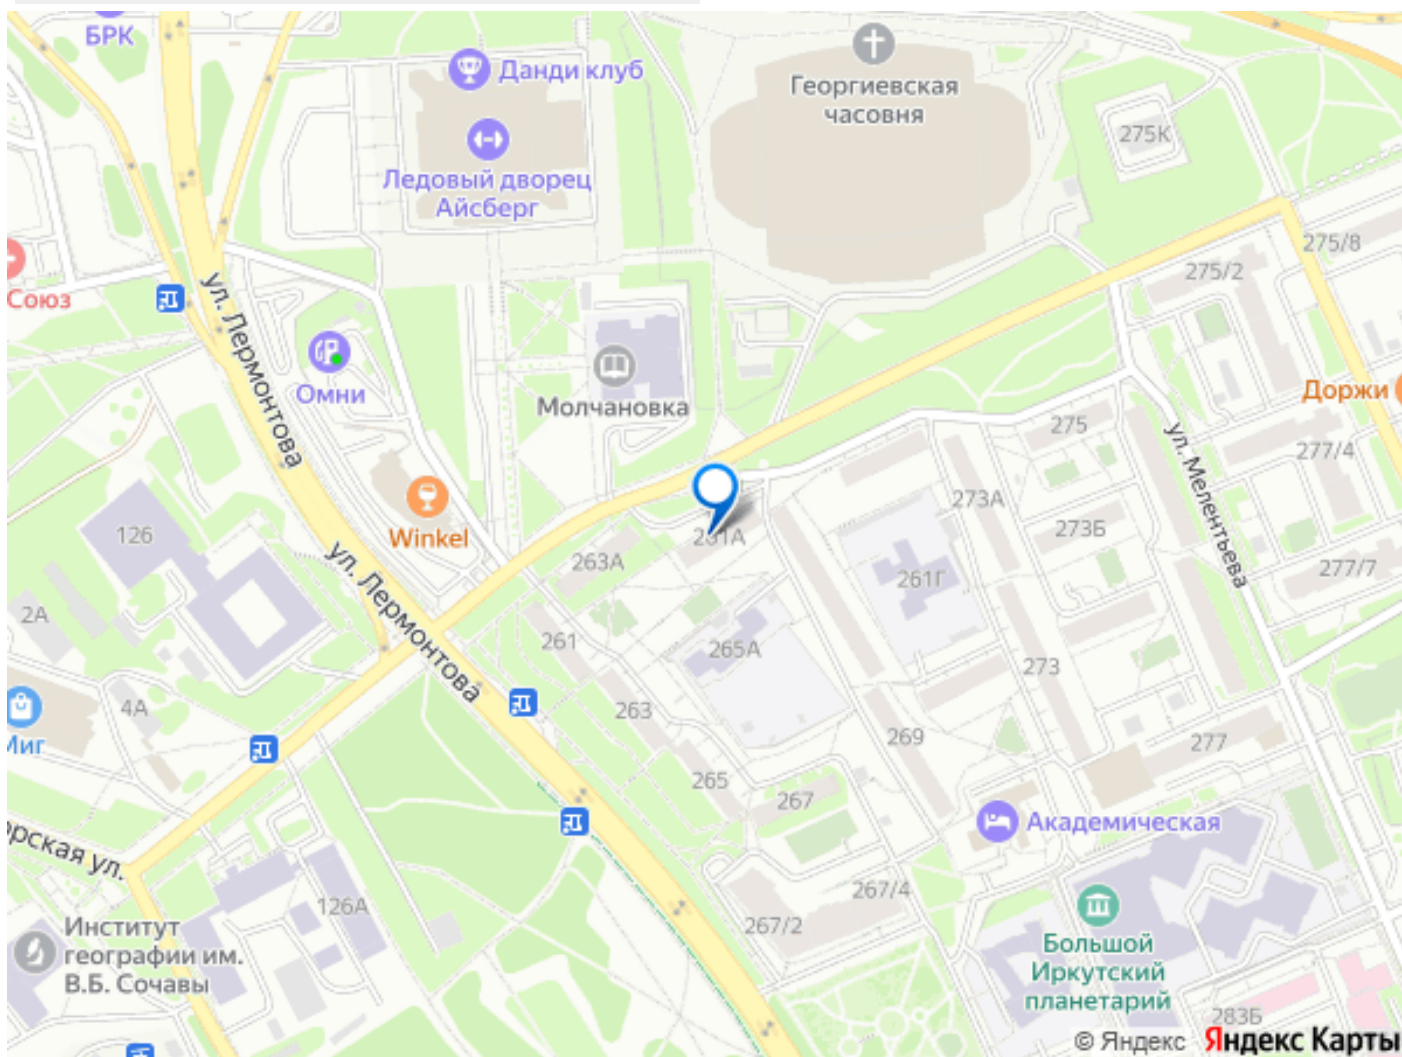 БРК
Данди клуб
Георгиевская
часовня
275К
Ледовый дворец
Айсберг
275/8
275/2
Союз
ул. Лермонтова
Омни
Молчановка
Доржи
275
ул. Мелентьева
277/4
Winkel
273А
273Б
126
261А
263А
261Г
277/7
ул. Лермонтова
2А
261
265А
273
4А
263
269
277
Миг
265
267
Академическая
орская ул.
267/4
126А
267/2
Институт
географии им.
В.Б. Сочавы
Большой
Иркутский
планетарий
283Б
© Яндекс Яндекс Карты